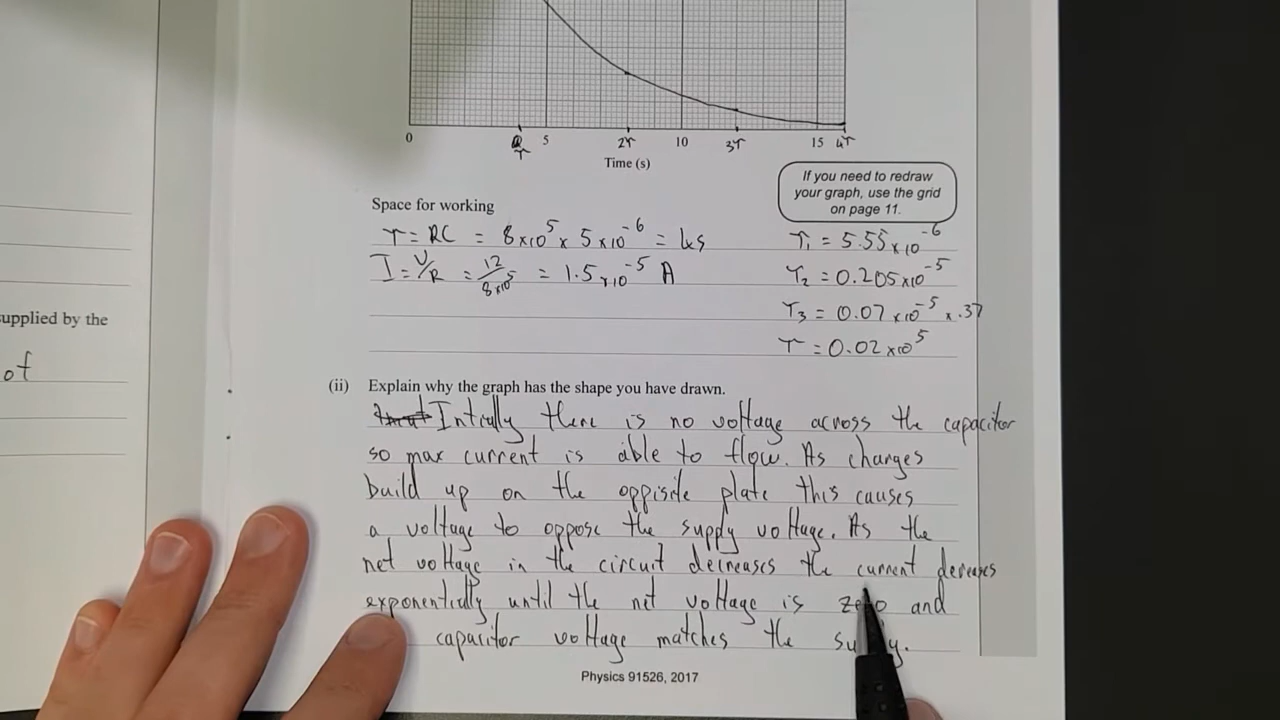 0 τ 5 2τ 10 3τ 15 4τ
Time (s)
If you need to redraw
your graph, use the grid
on page 11.
Space for working
τ = RC = 8×10⁵ × 5×10⁻⁶ = 4s
τ₁ = 5.55×10⁻⁶
I = V/R = 12/8×10⁵ = 1.5×10⁻⁵ A
τ₂ = 0.205×10⁻⁵
τ₃ = 0.07×10⁻⁵ × .37
τ = 0.02×10⁵
supplied by the
of
(ii) Explain why the graph has the shape you have drawn.
Intially there is no voltage across the capacitor
so max current is able to flow. As charges
build up on the oppisite plate this causes
a voltage to oppose the supply voltage. As the
net voltage in the circuit decreases the current decreases
exponentially until the net voltage is zero and
capacitor voltage matches the supply.
Physics 91526, 2017